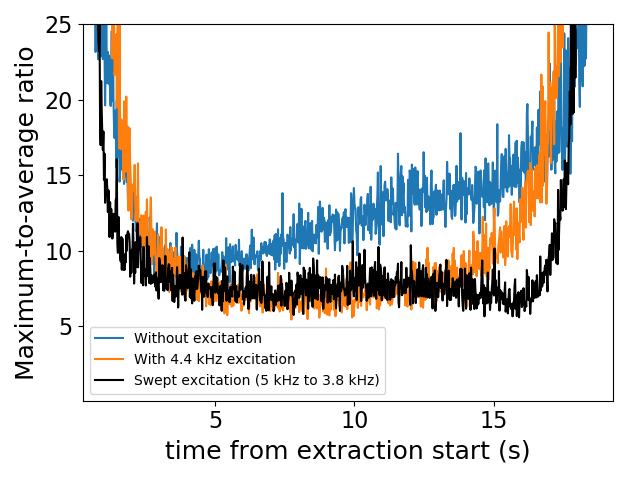 25
20
15
10
5
Maximum-to-average ratio
Without excitation
With 4.4 kHz excitation
Swept excitation (5 kHz to 3.8 kHz)
5 10 15
time from extraction start (s)